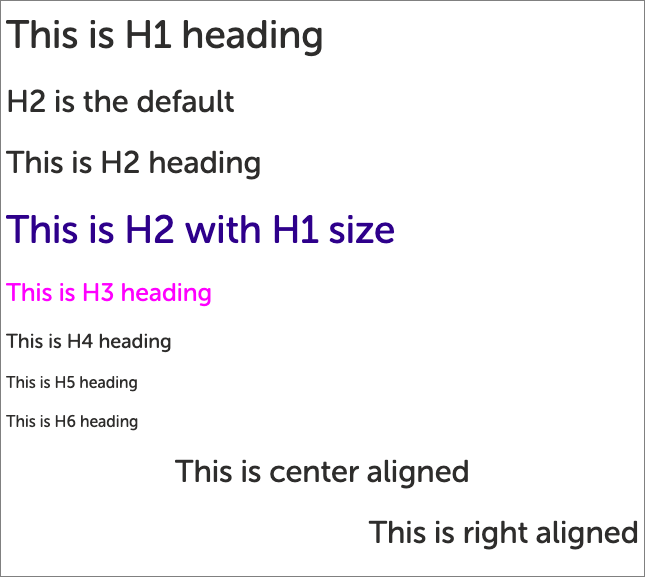 This is H1 heading
H2 is the default
This is H2 heading
This is H2 with H1 size
This is H3 heading
This is H4 heading
This is H5 heading
This is H6 heading
This is center aligned
This is right aligned